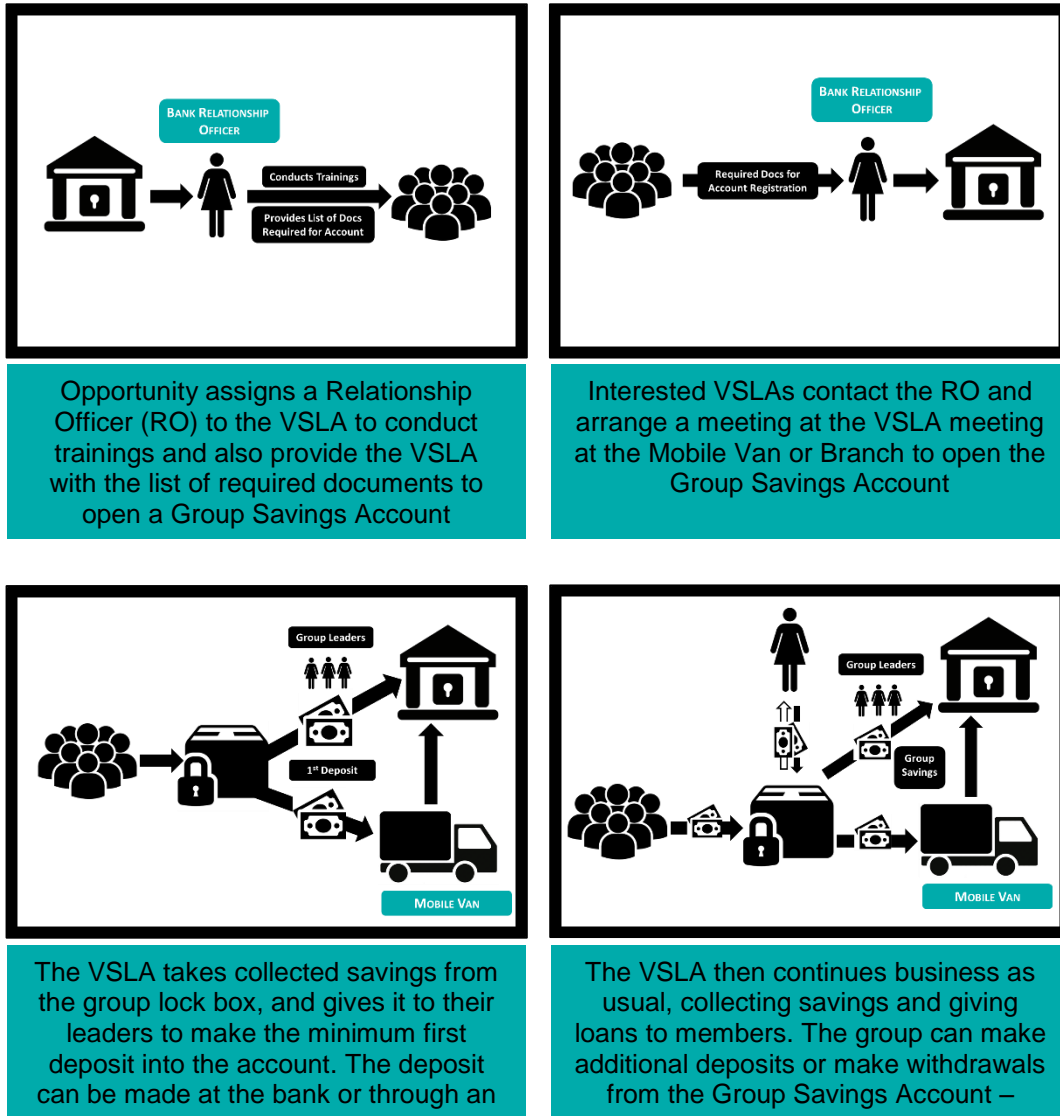 BANK RELATIONSHIP
OFFICER
Conducts Trainings
Provides List of Docs
Required for Account
BANK RELATIONSHIP
OFFICER
Required Docs for
Account Registration
Opportunity assigns a Relationship
Officer (RO) to the VSLA to conduct
trainings and also provide the VSLA
with the list of required documents to
open a Group Savings Account
Interested VSLAs contact the RO and
arrange a meeting at the VSLA meeting
at the Mobile Van or Branch to open the
Group Savings Account
Group Leaders
1st Deposit
MOBILE VAN
Group Leaders
Group
Savings
MOBILE VAN
The VSLA takes collected savings from
the group lock box, and gives it to their
leaders to make the minimum first
deposit into the account. The deposit
can be made at the bank or through an
The VSLA then continues business as
usual, collecting savings and giving
loans to members. The group can make
additional deposits or make withdrawals
from the Group Savings Account –